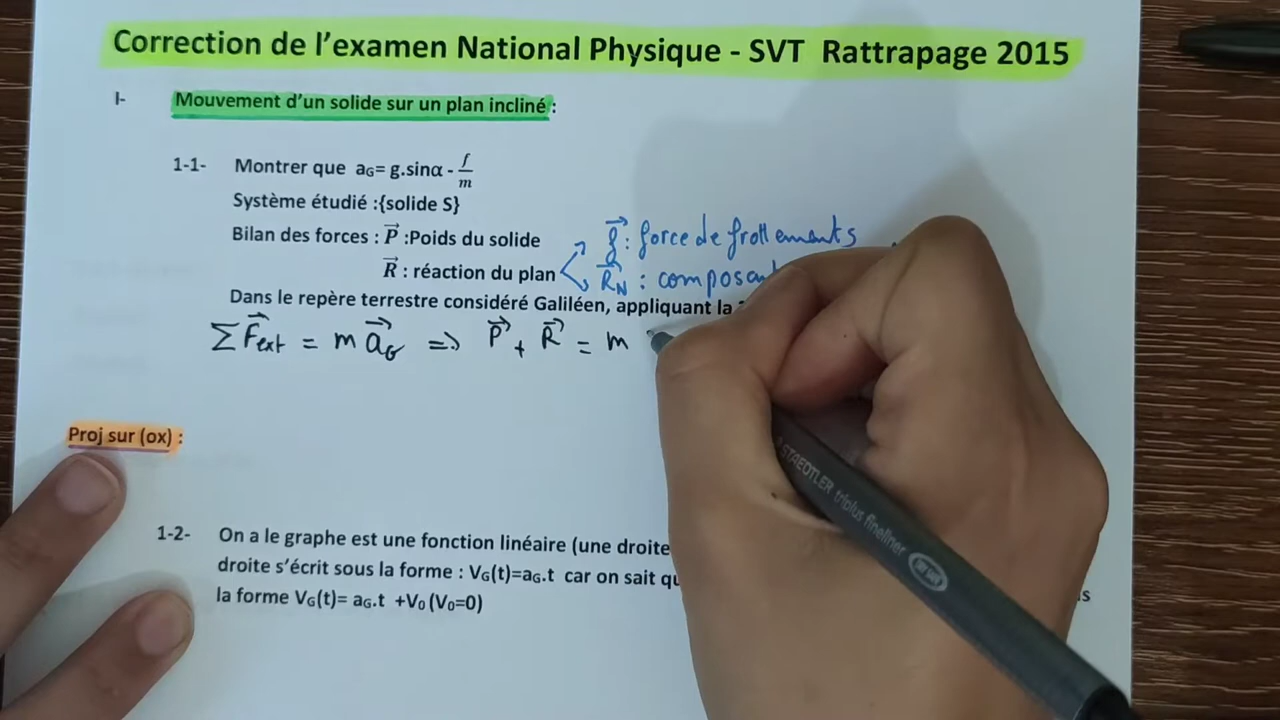 Correction de l'examen National Physique - SVT Rattrapage 2015
I- Mouvement d'un solide sur un plan incliné :
1-1- Montrer que aG= g.sinα - f/m
Système étudié :{solide S}
Bilan des forces : P⃗ :Poids du solide
f⃗ : force de frottements
R⃗ : réaction du plan
R⃗N : composant
Dans le repère terrestre considéré Galiléen, appliquant la
ΣF⃗ext = m a⃗G => P⃗ + R⃗ = m
Proj sur (ox) :
1-2- On a le graphe est une fonction linéaire (une droite
droite s'écrit sous la forme : VG(t)=aG.t car on sait qu
la forme VG(t)= aG.t +V0 (V0=0)
STAEDTLER triplus fineliner